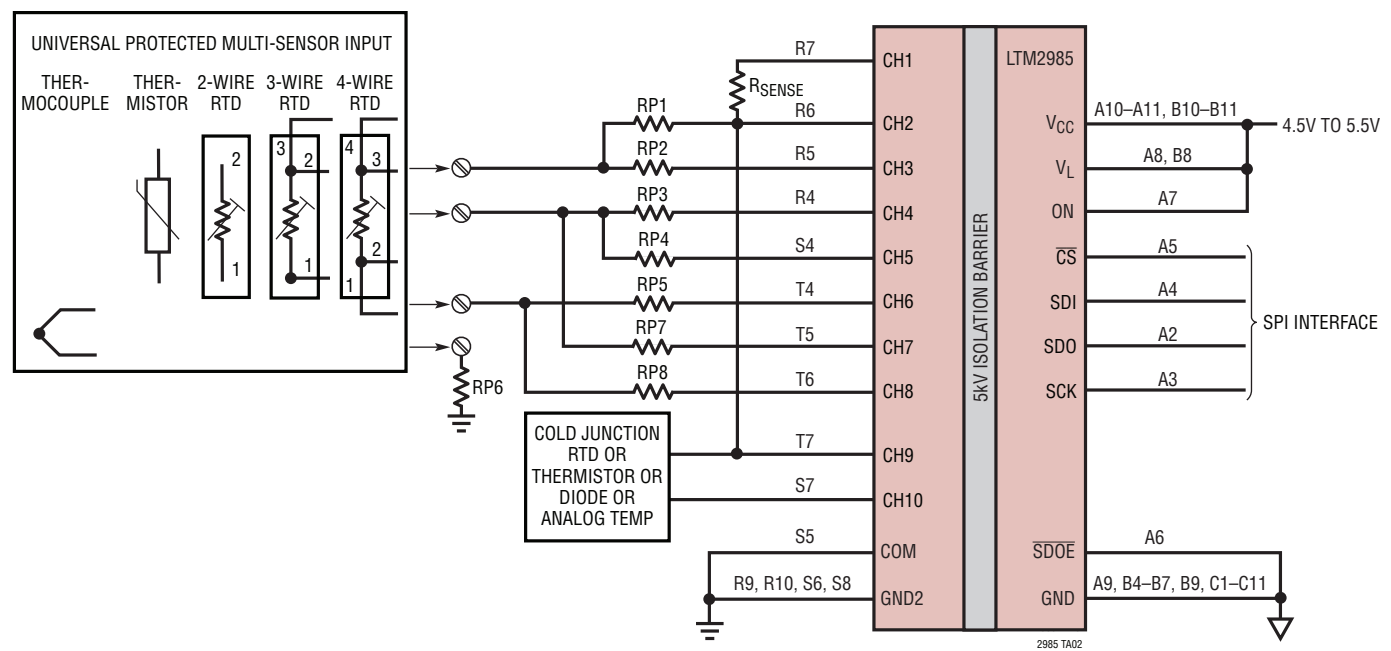 UNIVERSAL PROTECTED MULTI-SENSOR INPUT
THER-
MOCOUPLE
THER-
MISTOR
2-WIRE
RTD
3-WIRE
RTD
4-WIRE
RTD
2
1
3
2
1
4
3
2
1
RP1
RP2
RP3
RP4
RP5
RP7
RP8
RP6
RSENSE
R7
R6
R5
R4
S4
T4
T5
T6
T7
S7
S5
R9, R10, S6, S8
COLD JUNCTION
RTD OR
THERMISTOR OR
DIODE OR
ANALOG TEMP
CH1
CH2
CH3
CH4
CH5
CH6
CH7
CH8
CH9
CH10
COM
GND2
5kV ISOLATION BARRIER
LTM2985
VCC
VL
ON
CS
SDI
SDO
SCK
SDOE
GND
A10–A11, B10–B11
4.5V TO 5.5V
A8, B8
A7
A5
A4
A2
A3
SPI INTERFACE
A6
A9, B4–B7, B9, C1–C11
2985 TA02